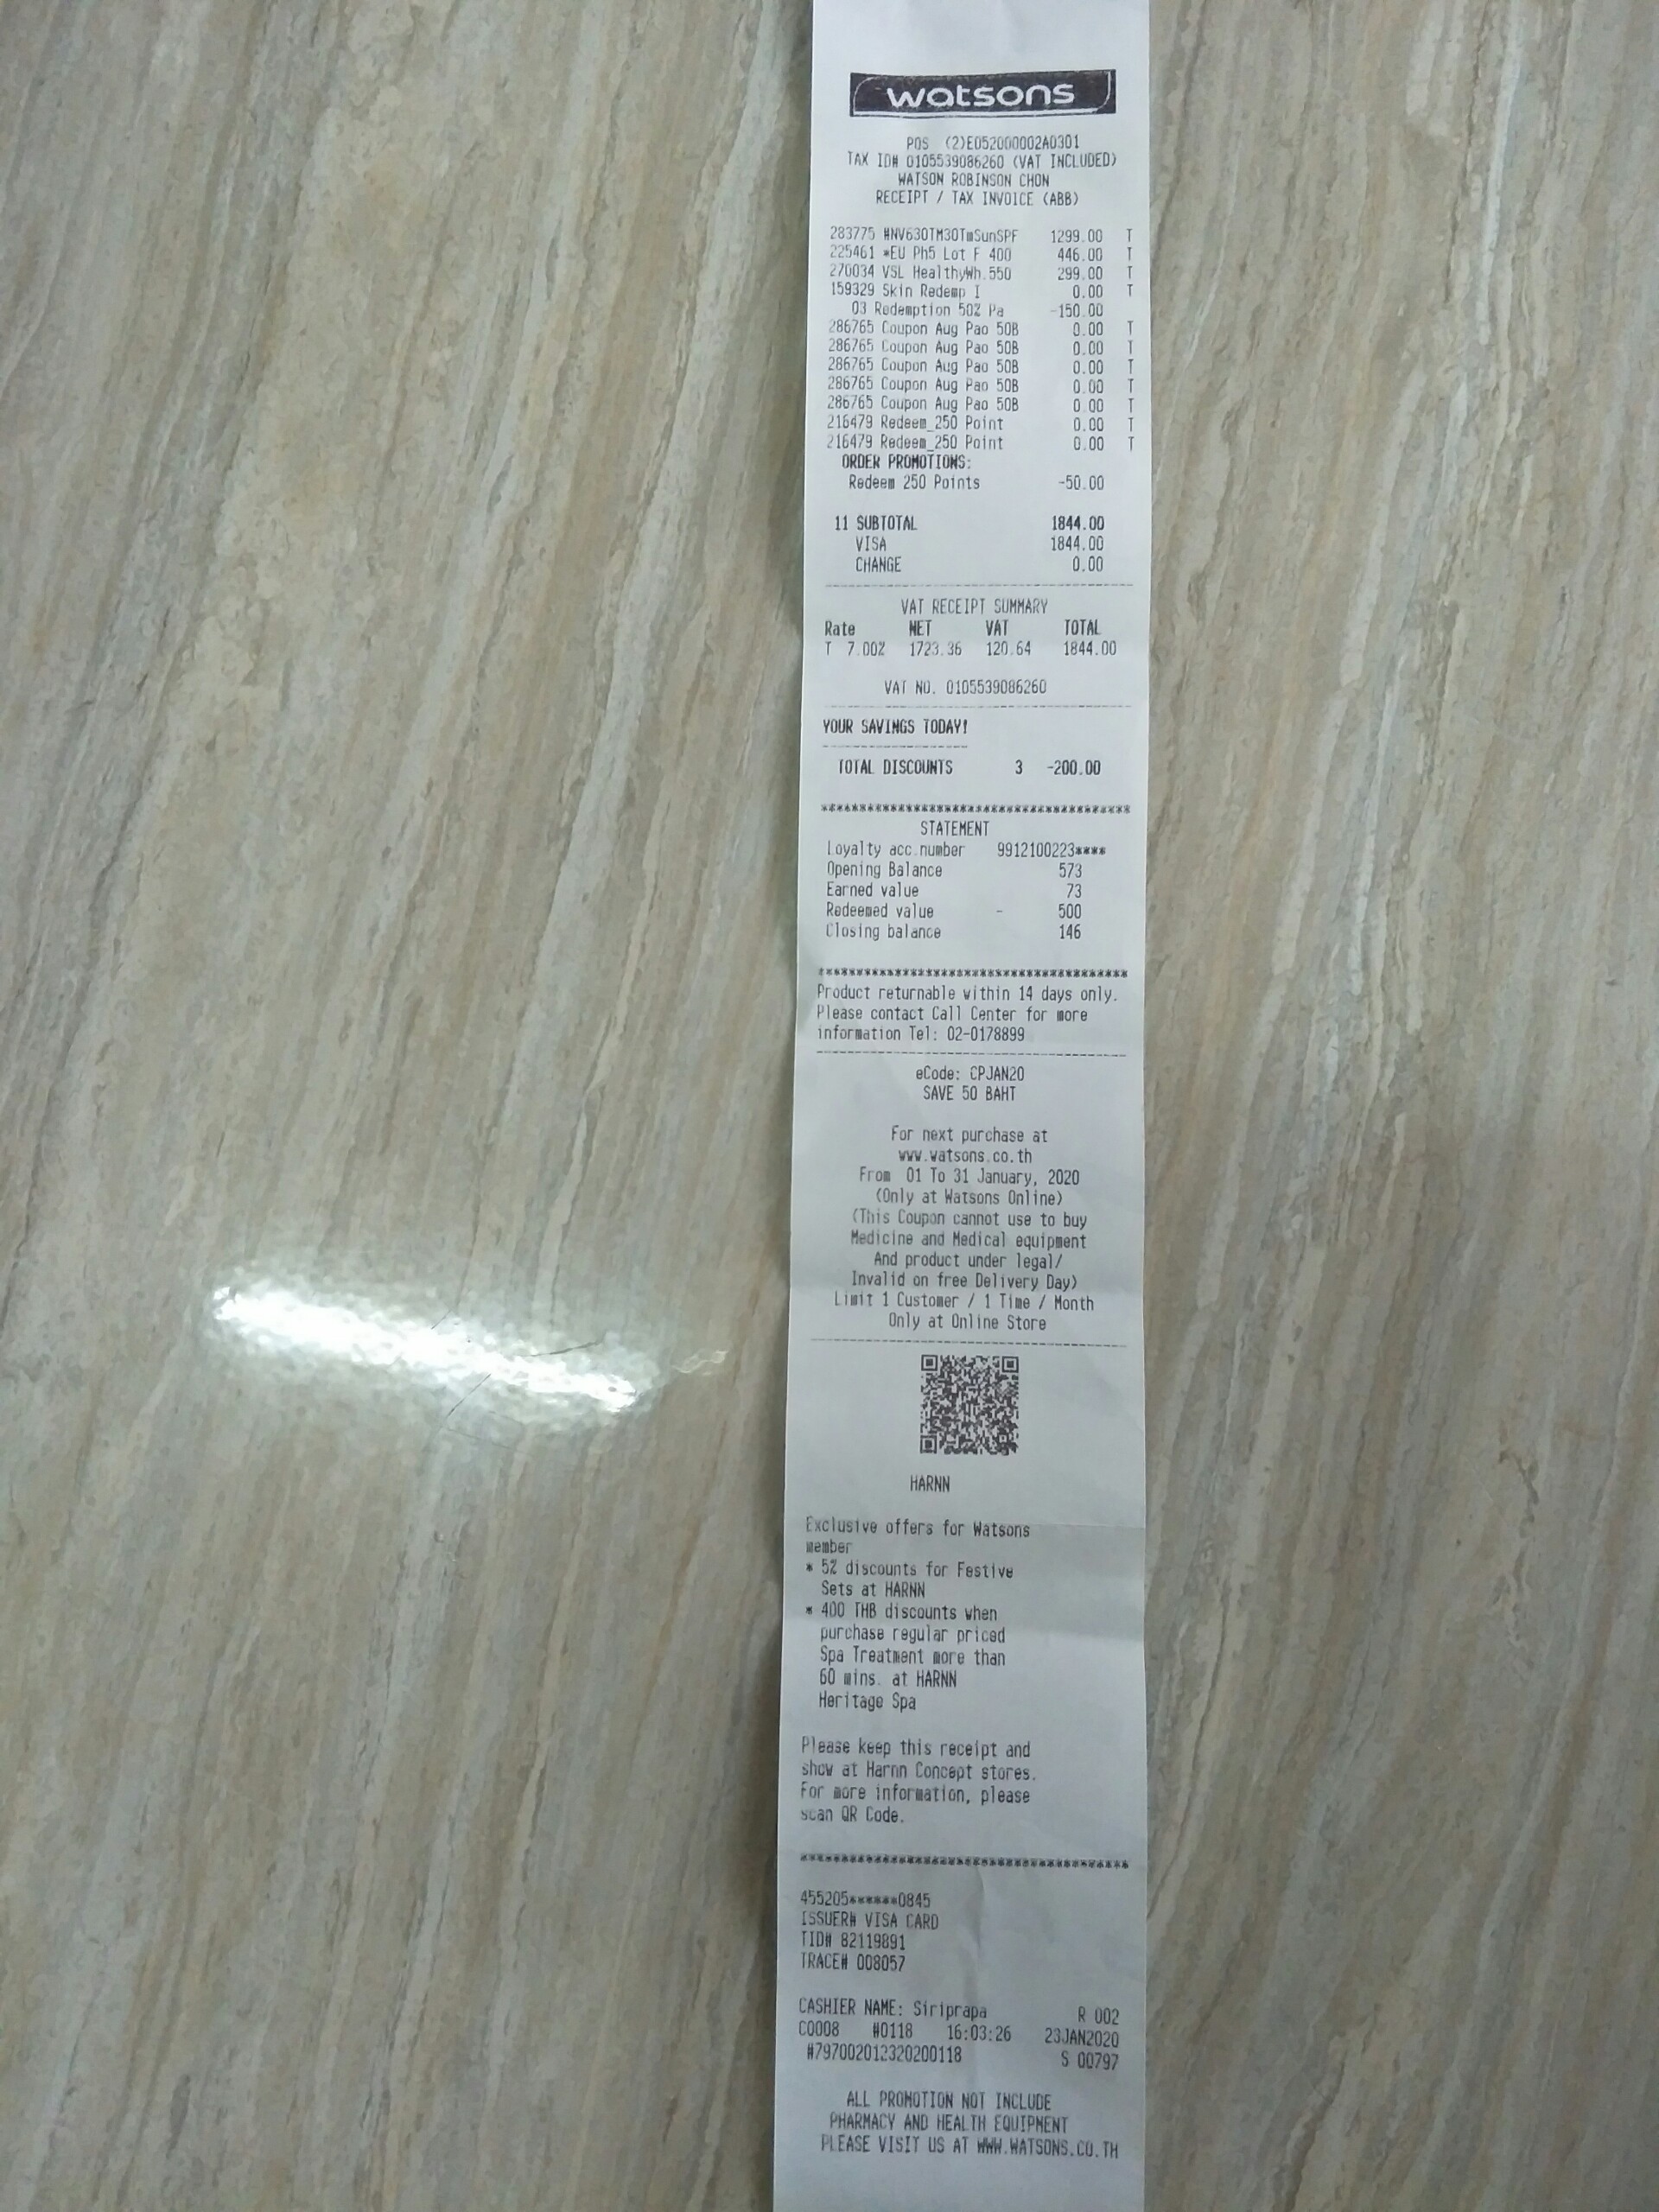 watsons
POS (2)E052000002A0301
TAX ID# 0105539086260 (VAT INCLUDED)
WATSON ROBINSON CHON
RECEIPT / TAX INVOICE (ABB)
283775 #NV630TM30TmSunSPF 1299.00 T
225461 *EU Ph5 Lot F 400 446.00 T
270034 VSL HealthyWh.550 299.00 T
159329 Skin Redemp I 0.00 T
03 Redemption 50% Pa -150.00
286765 Coupon Aug Pao 50B 0.00 T
286765 Coupon Aug Pao 50B 0.00 T
286765 Coupon Aug Pao 50B 0.00 T
286765 Coupon Aug Pao 50B 0.00 T
286765 Coupon Aug Pao 50B 0.00 T
216479 Redeem_250 Point 0.00 T
216479 Redeem_250 Point 0.00 T
ORDER PROMOTIONS:
Redeem 250 Points -50.00
11 SUBTOTAL 1844.00
VISA 1844.00
CHANGE 0.00
VAT RECEIPT SUMMARY
Rate NET VAT TOTAL
T 7.00% 1723.36 120.64 1844.00
VAT NO. 0105539086260
YOUR SAVINGS TODAY!
TOTAL DISCOUNTS 3 -200.00
****************************************
STATEMENT
Loyalty acc.number 9912100223****
Opening Balance 573
Earned value 73
Redeemed value - 500
Closing balance 146
****************************************
Product returnable within 14 days only.
Please contact Call Center for more
information Tel: 02-0178899
eCode: CPJAN20
SAVE 50 BAHT
For next purchase at
www.watsons.co.th
From 01 To 31 January, 2020
(Only at Watsons Online)
(This Coupon cannot use to buy
Medicine and Medical equipment
And product under legal/
Invalid on free Delivery Day)
Limit 1 Customer / 1 Time / Month
Only at Online Store
HARNN
Exclusive offers for Watsons
member
* 5% discounts for Festive
Sets at HARNN
* 400 THB discounts when
purchase regular priced
Spa Treatment more than
60 mins. at HARNN
Heritage Spa
Please keep this receipt and
show at Harnn Concept stores.
For more information, please
scan QR Code.
****************************************
455205******0845
ISSUER# VISA CARD
TID# 82119891
TRACE# 008057
CASHIER NAME: Siriprapa R 002
C0008 #0118 16:03:26 23JAN2020
#797002012320200118 S 00797
ALL PROMOTION NOT INCLUDE
PHARMACY AND HEALTH EQUIPMENT
PLEASE VISIT US AT WWW.WATSONS.CO.TH